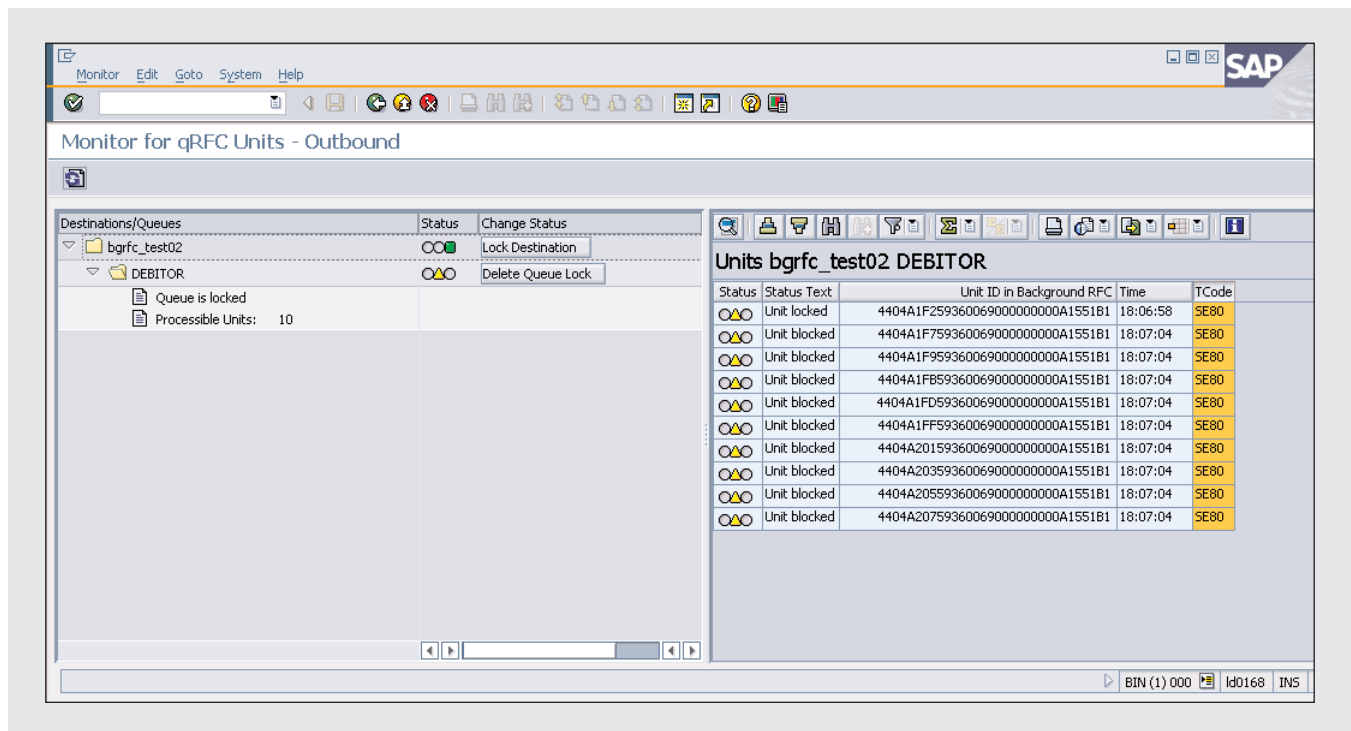 Monitor Edit Goto System Help
SAP
Monitor for qRFC Units - Outbound
Destinations/Queues Status Change Status
bgrfc_test02 Lock Destination
DEBITOR Delete Queue Lock
Queue is locked
Processible Units: 10
Units bgrfc_test02 DEBITOR
Status Status Text Unit ID in Background RFC Time TCode
Unit locked 4404A1F259360069000000000A1551B1 18:06:58 SE80
Unit blocked 4404A1F759360069000000000A1551B1 18:07:04 SE80
Unit blocked 4404A1F959360069000000000A1551B1 18:07:04 SE80
Unit blocked 4404A1FB59360069000000000A1551B1 18:07:04 SE80
Unit blocked 4404A1FD59360069000000000A1551B1 18:07:04 SE80
Unit blocked 4404A1FF59360069000000000A1551B1 18:07:04 SE80
Unit blocked 4404A20159360069000000000A1551B1 18:07:04 SE80
Unit blocked 4404A20359360069000000000A1551B1 18:07:04 SE80
Unit blocked 4404A20559360069000000000A1551B1 18:07:04 SE80
Unit blocked 4404A20759360069000000000A1551B1 18:07:04 SE80
BIN (1) 000 ld0168 INS